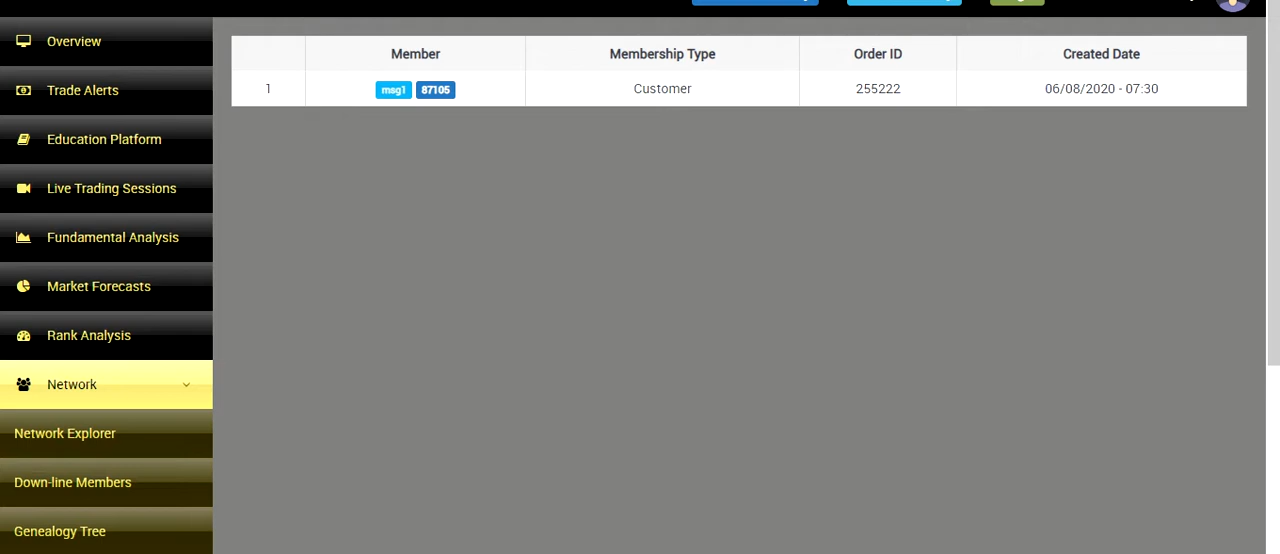 Overview
Trade Alerts
Education Platform
Live Trading Sessions
Fundamental Analysis
Market Forecasts
Rank Analysis
Network
Network Explorer
Down-line Members
Genealogy Tree
Member Membership Type Order ID Created Date
1 msg1 87105 Customer 255222 06/08/2020 - 07:30